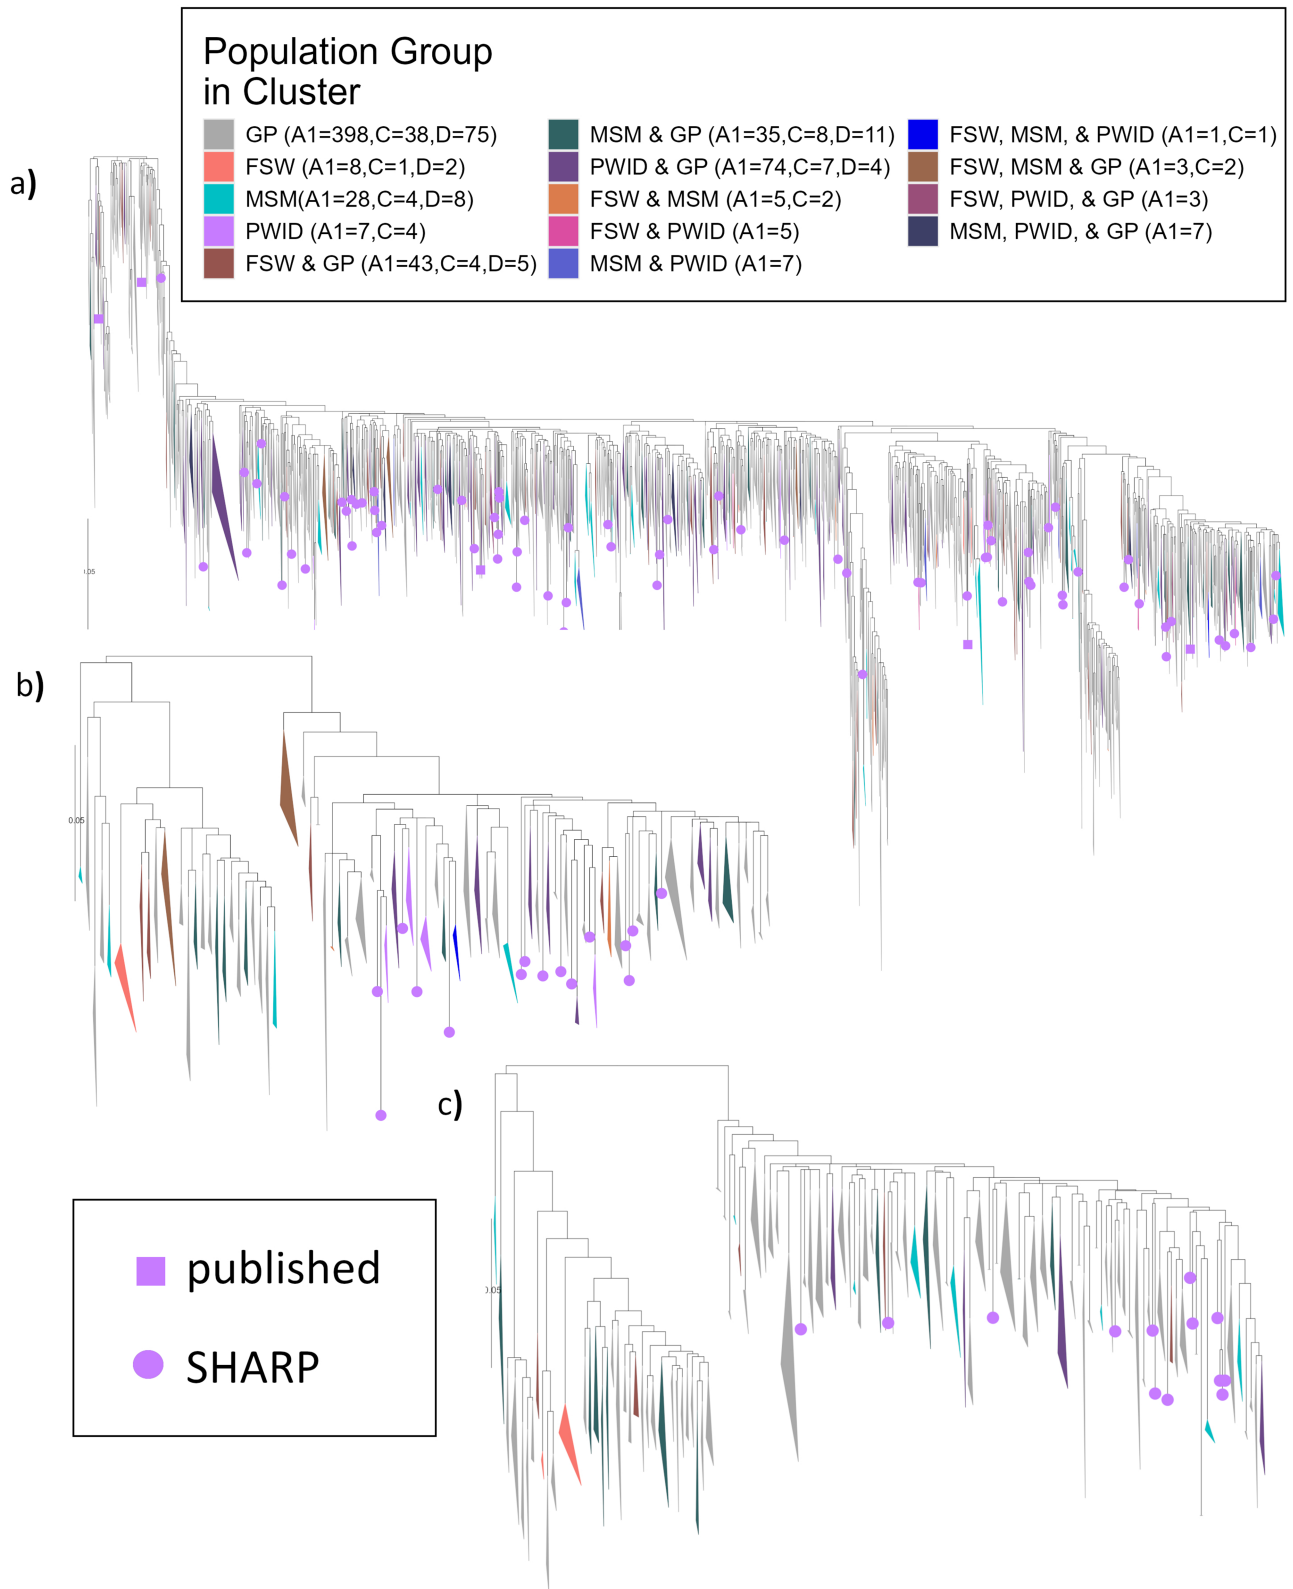 Population Group
in Cluster
GP (A1=398,C=38,D=75)
FSW (A1=8,C=1,D=2)
MSM(A1=28,C=4,D=8)
PWID (A1=7,C=4)
FSW & GP (A1=43,C=4,D=5)
MSM & GP (A1=35,C=8,D=11)
PWID & GP (A1=74,C=7,D=4)
FSW & MSM (A1=5,C=2)
FSW & PWID (A1=5)
MSM & PWID (A1=7)
FSW, MSM, & PWID (A1=1,C=1)
FSW, MSM & GP (A1=3,C=2)
FSW, PWID, & GP (A1=3)
MSM, PWID, & GP (A1=7)
a)
.05
b)
0.05
c)
0.05
published
SHARP